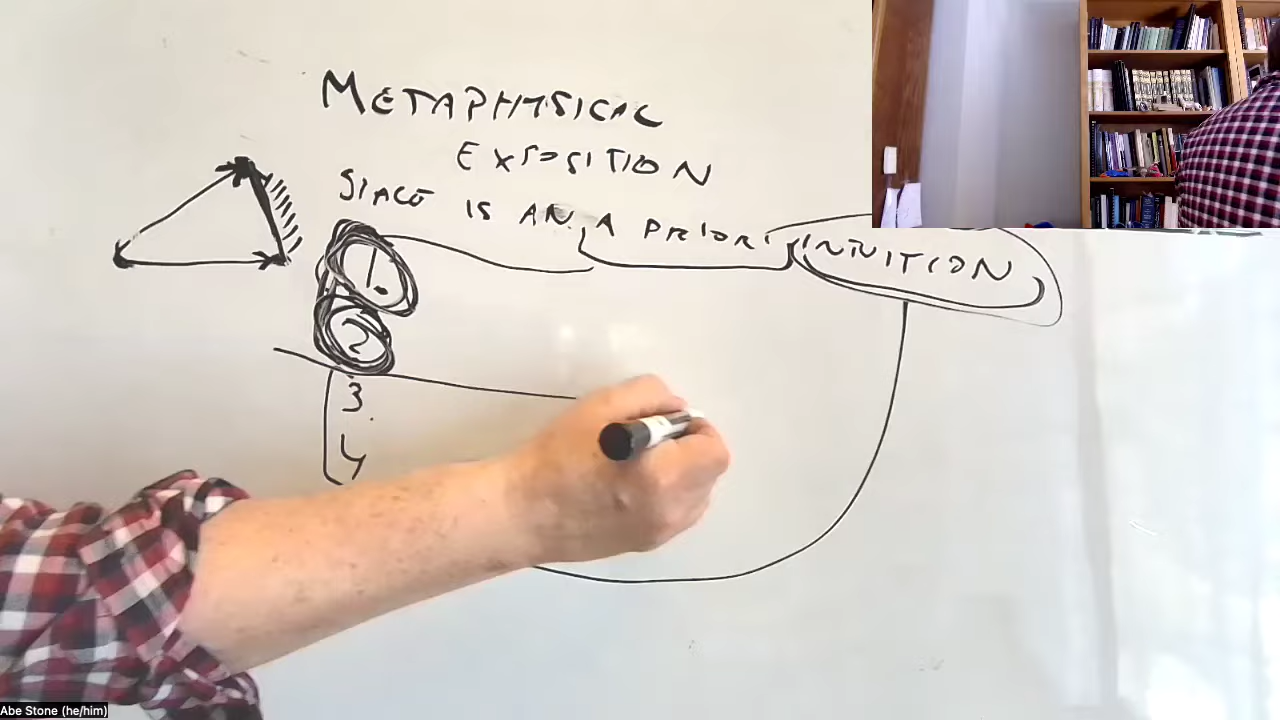 METAPHYSICAL
EXPOSITION
SPACE IS AN A PRIORI INTUITION
1.
2
3.
4
Abe Stone (he/him)